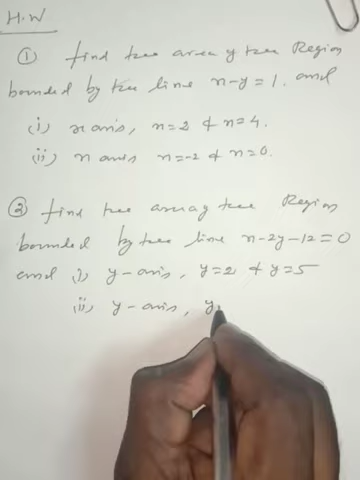 H.W
① Find the area of the Region
bounded by the line x-y=1. and
(i) x axis, x=2 & x=4.
(ii) x axis x=-2 & x=0.
② Find the area of the Region
bounded by the line x-2y-12=0
and i) y-axis, y=2 & y=5
ii) y-axis, y